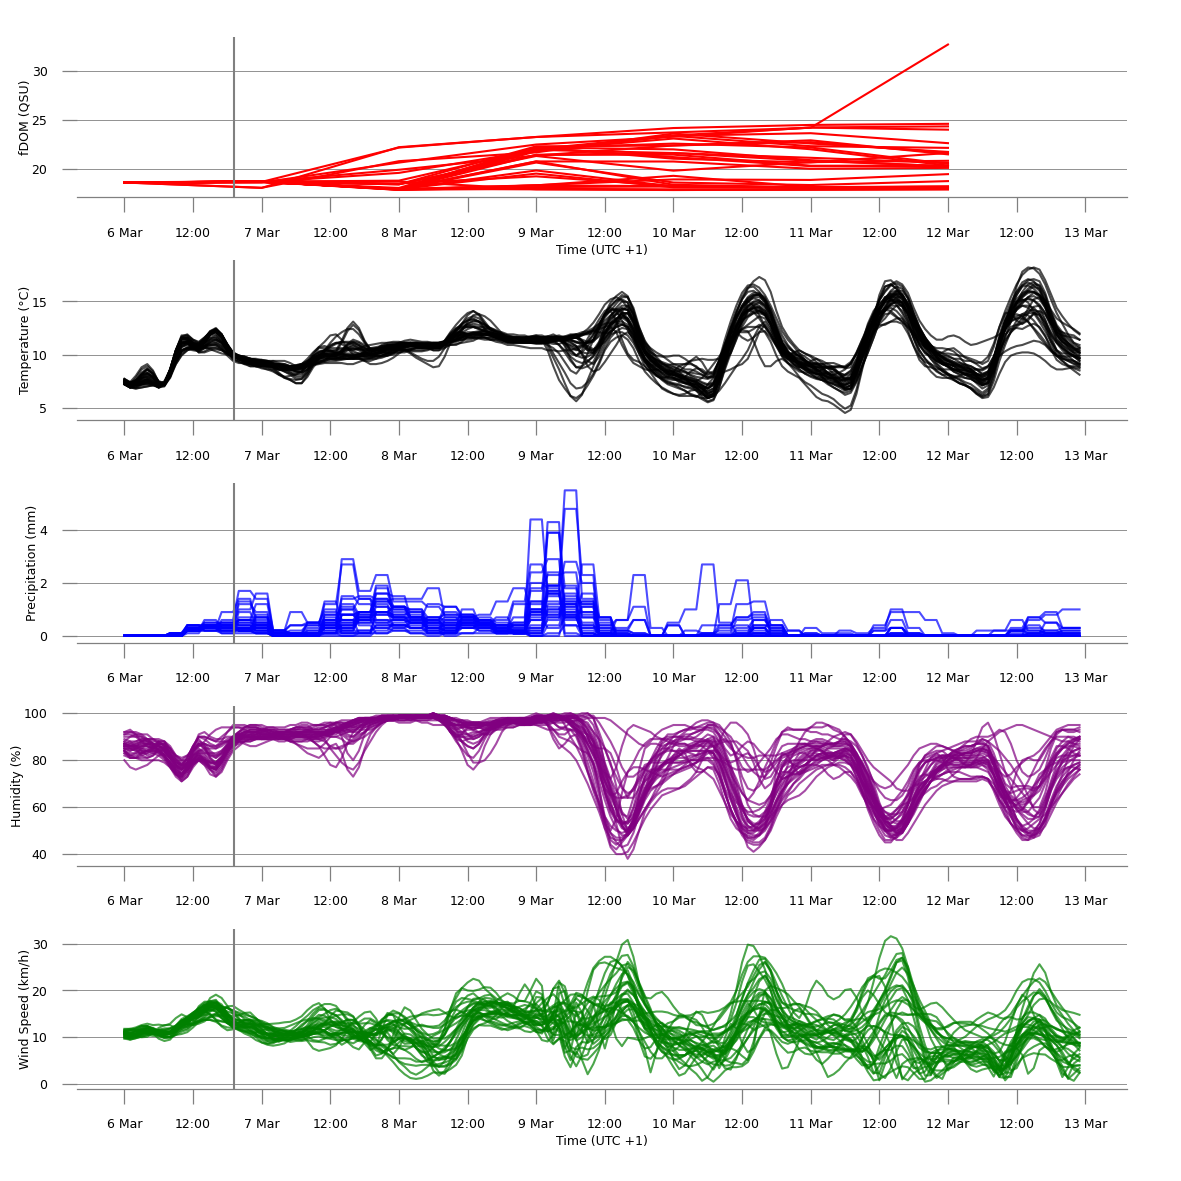 fDOM (QSU)
30
25
20
6 Mar 12:00 7 Mar 12:00 8 Mar 12:00 9 Mar 12:00 10 Mar 12:00 11 Mar 12:00 12 Mar 12:00 13 Mar
Time (UTC +1)
Temperature (°C)
15
10
5
6 Mar 12:00 7 Mar 12:00 8 Mar 12:00 9 Mar 12:00 10 Mar 12:00 11 Mar 12:00 12 Mar 12:00 13 Mar
Precipitation (mm)
4
2
0
6 Mar 12:00 7 Mar 12:00 8 Mar 12:00 9 Mar 12:00 10 Mar 12:00 11 Mar 12:00 12 Mar 12:00 13 Mar
Humidity (%)
100
80
60
40
6 Mar 12:00 7 Mar 12:00 8 Mar 12:00 9 Mar 12:00 10 Mar 12:00 11 Mar 12:00 12 Mar 12:00 13 Mar
Wind Speed (km/h)
30
20
10
0
6 Mar 12:00 7 Mar 12:00 8 Mar 12:00 9 Mar 12:00 10 Mar 12:00 11 Mar 12:00 12 Mar 12:00 13 Mar
Time (UTC +1)